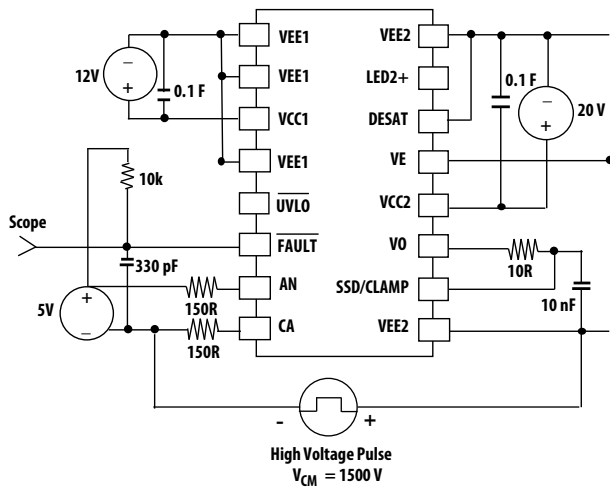 VEE1
VEE2
12V
−
+
0.1 F
VEE1
LED2+
0.1 F
−
+
20 V
VCC1
DESAT
VEE1
VE
10k
UVLO
VCC2
Scope
FAULT
VO
10R
330 pF
5V
+
−
150R
AN
SSD/CLAMP
10 nF
150R
CA
VEE2
-
+
High Voltage Pulse
VCM = 1500 V